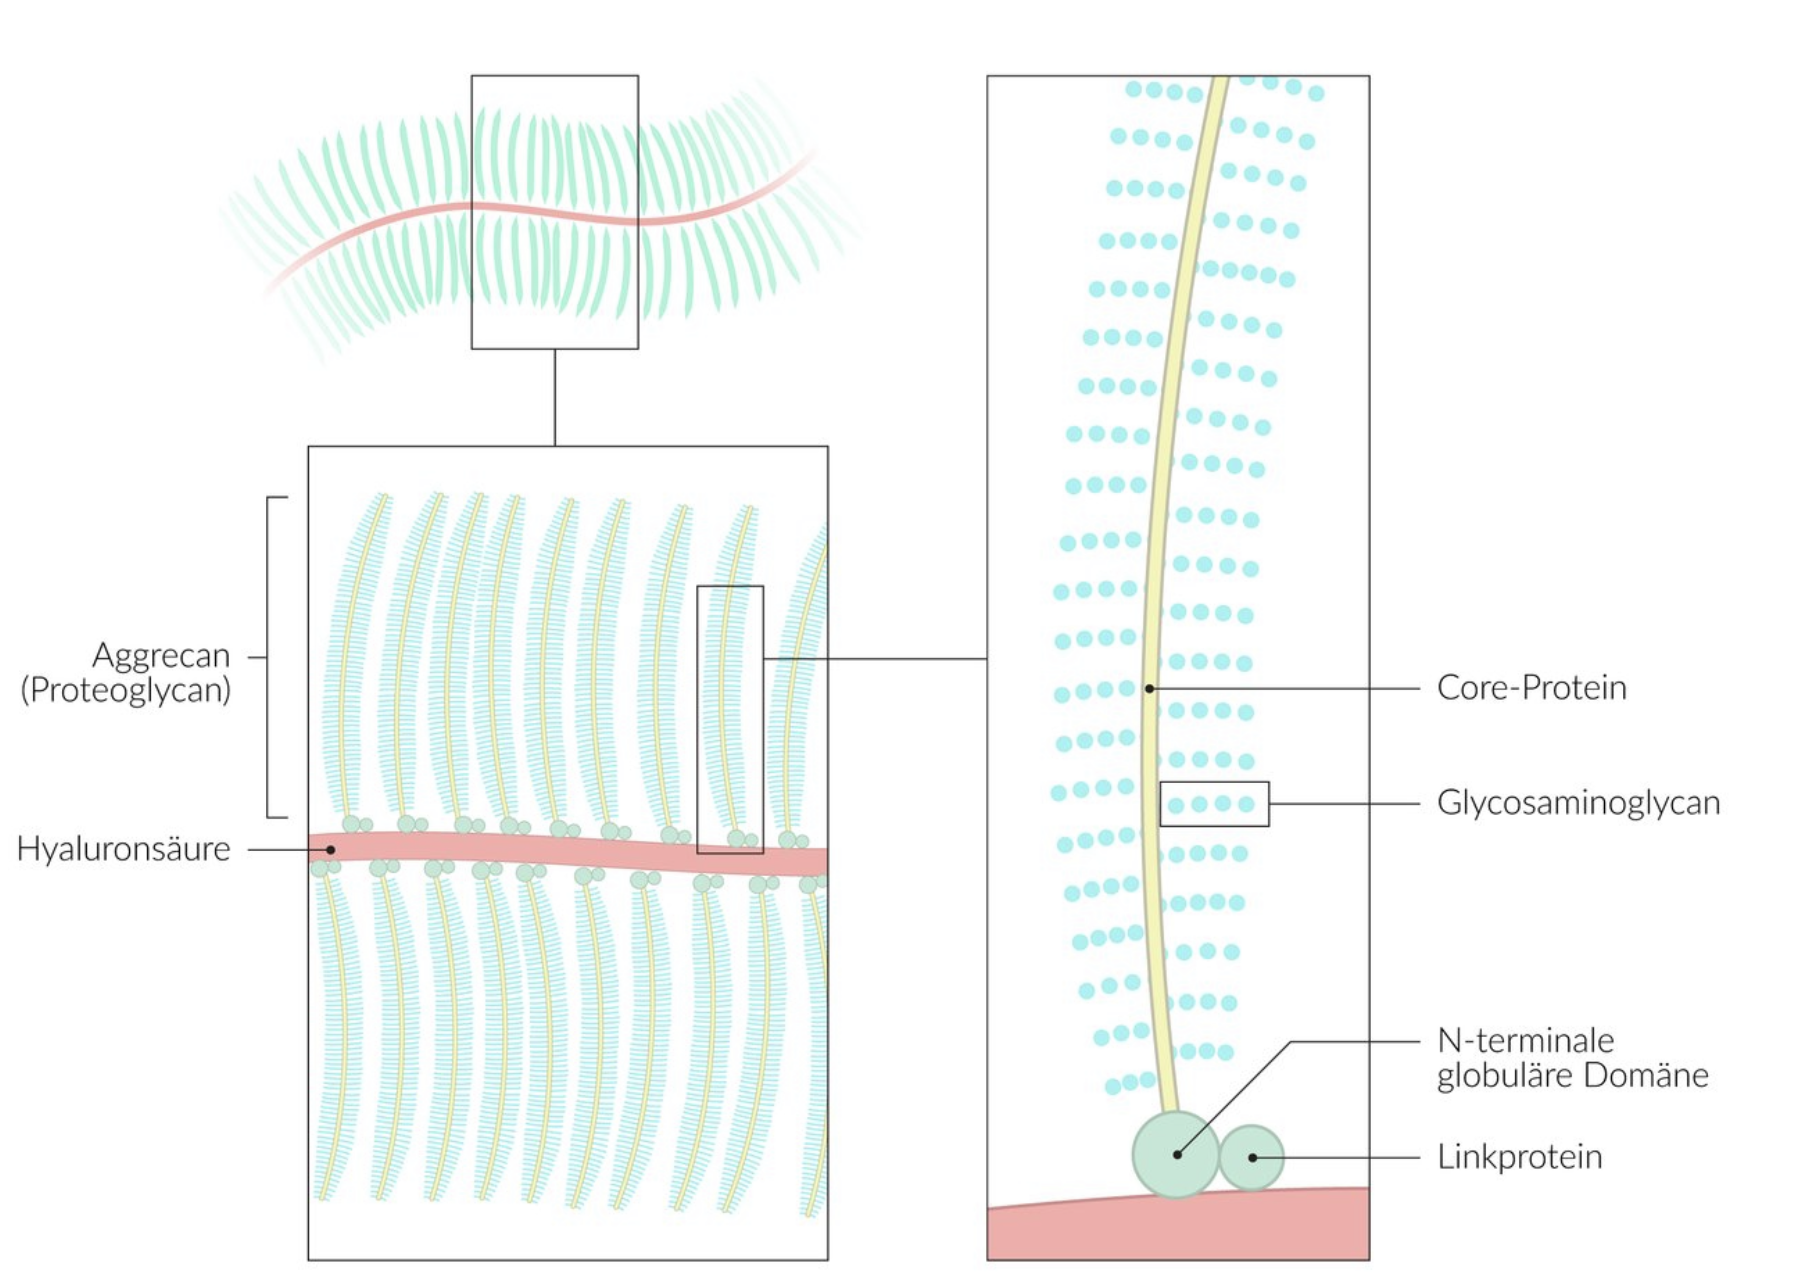 Aggrecan
(Proteoglycan)
Hyaluronsäure
Core-Protein
Glycosaminoglycan
N-terminale
globuläre Domäne
Linkprotein